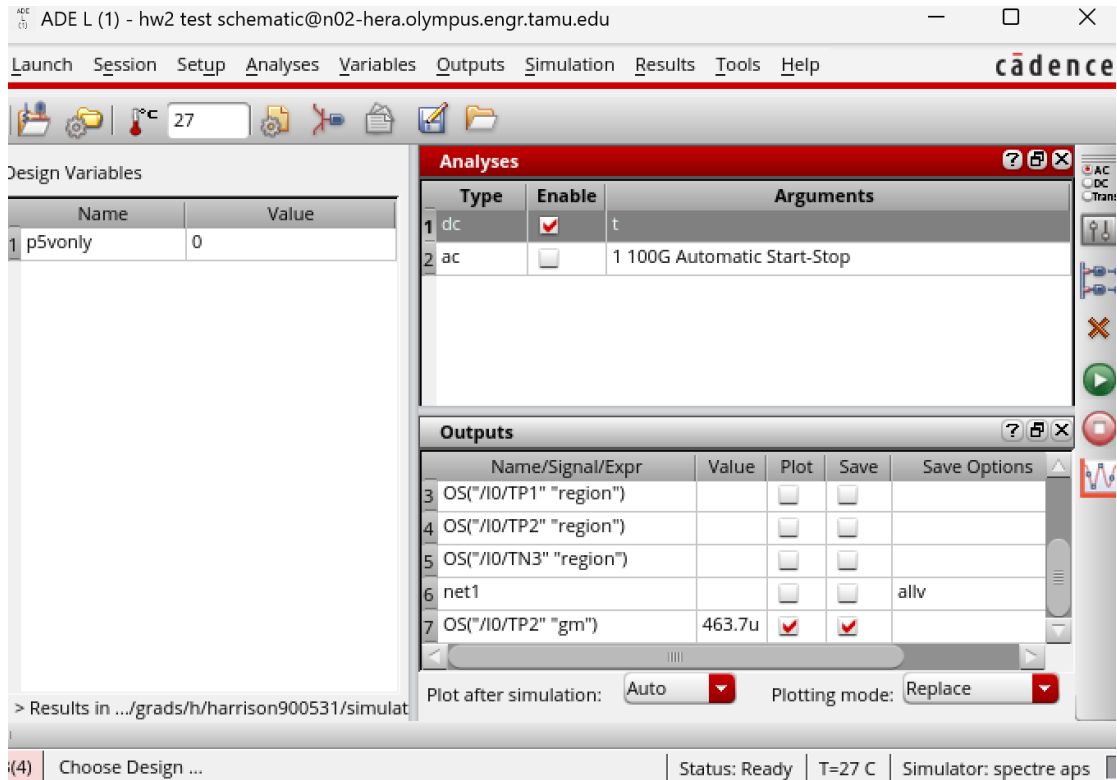 ADE L (1) - hw2 test schematic@n02-hera.olympus.engr.tamu.edu
Launch Session Setup Analyses Variables Outputs Simulation Results Tools Help
cādence
°C 27
Design Variables
Name Value
1 p5vonly 0
Analyses
Type Enable Arguments
1 dc t
2 ac 1 100G Automatic Start-Stop
AC
DC
Trans
Outputs
Name/Signal/Expr Value Plot Save Save Options
3 OS("/I0/TP1" "region")
4 OS("/I0/TP2" "region")
5 OS("/I0/TN3" "region")
6 net1 allv
7 OS("/I0/TP2" "gm") 463.7u
Plot after simulation: Auto Plotting mode: Replace
> Results in .../grads/h/harrison900531/simulat
(4) Choose Design ... Status: Ready T=27 C Simulator: spectre aps